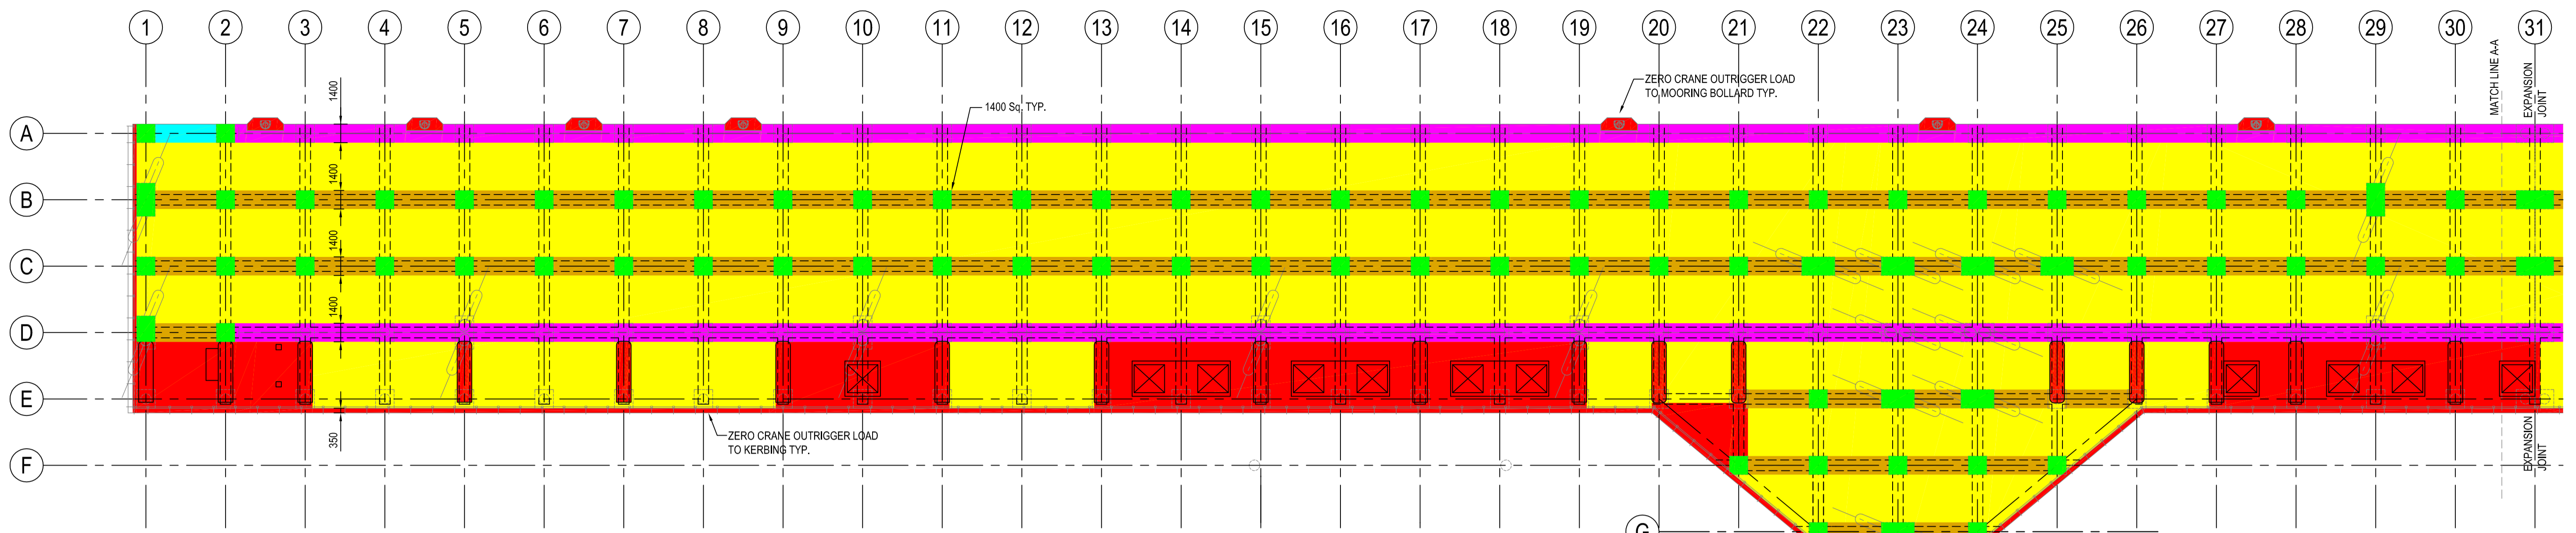 1 2 3 4 5 6 7 8 9 10 11 12 13 14 15 16 17 18 19 20 21 22 23 24 25 26 27 28 29 30 31
MATCH LINE A-A
EXPANSION
JOINT
1400
ZERO CRANE OUTRIGGER LOAD
TO MOORING BOLLARD TYP.
1400 Sq. TYP.
A
1400
B
1400
C
1400
D
E
350
ZERO CRANE OUTRIGGER LOAD
TO KERBING TYP.
EXPANSION
JOINT
F
G